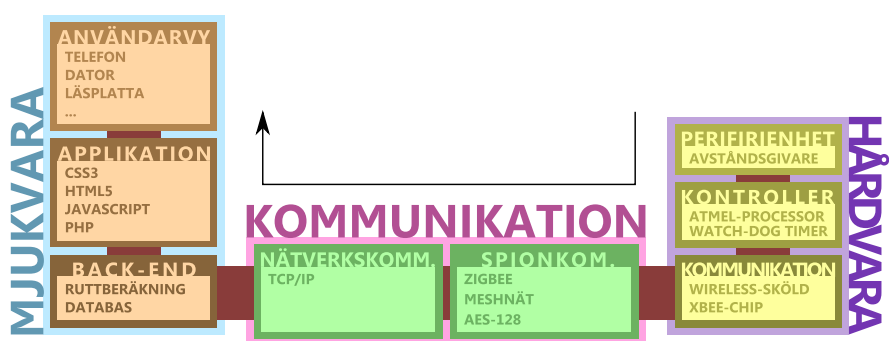 MJUKVARA
ANVÄNDARVY
TELEFON
DATOR
LÄSPLATTA
...
APPLIKATION
CSS3
HTML5
JAVASCRIPT
PHP
BACK-END
RUTTBERÄKNING
DATABAS
KOMMUNIKATION
NÄTVERKSKOMM.
TCP/IP
SPIONKOM.
ZIGBEE
MESHNÄT
AES-128
HÅRDVARA
PERIFIRIENHET
AVSTÅNDSGIVARE
KONTROLLER
ATMEL-PROCESSOR
WATCH-DOG TIMER
KOMMUNIKATION
WIRELESS-SKÖLD
XBEE-CHIP